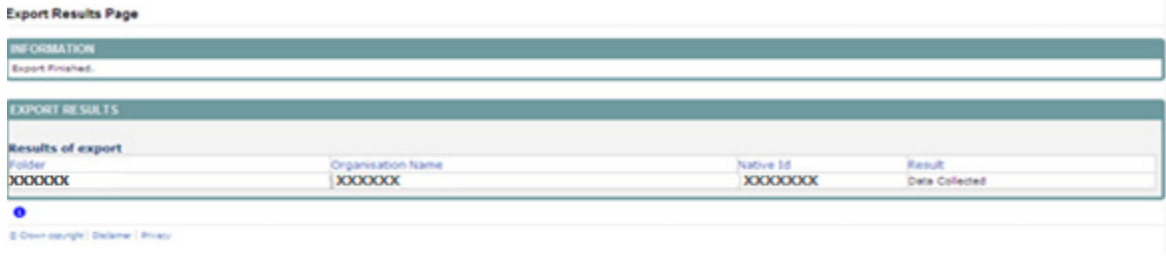 Export Results Page
INFORMATION
Export Finished.
EXPORT RESULTS
Results of export
Folder Organisation Name Native Id Result
XXXXXX XXXXXX XXXXXXX Data Collected
© Crown copyright | Disclaimer | Privacy